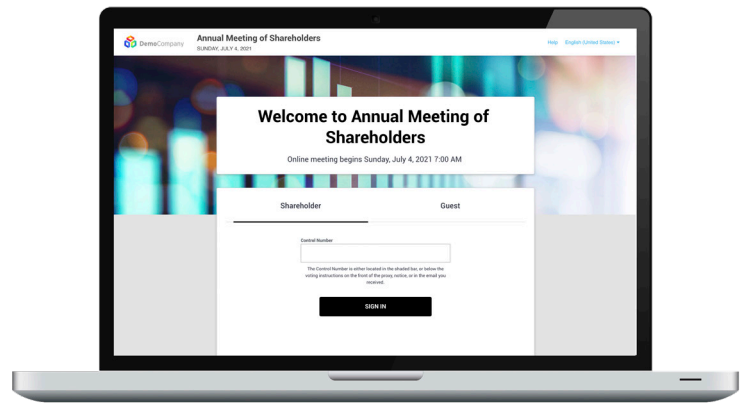 DemoCompany
Annual Meeting of Shareholders
SUNDAY, JULY 4, 2021
Help English (United States)
Welcome to Annual Meeting of
Shareholders
Online meeting begins Sunday, July 4, 2021 7:00 AM
Shareholder Guest
Control Number
The Control Number is either located in the shaded bar, or below the
voting instructions on the front of the proxy, notice, or in the email you
received.
SIGN IN